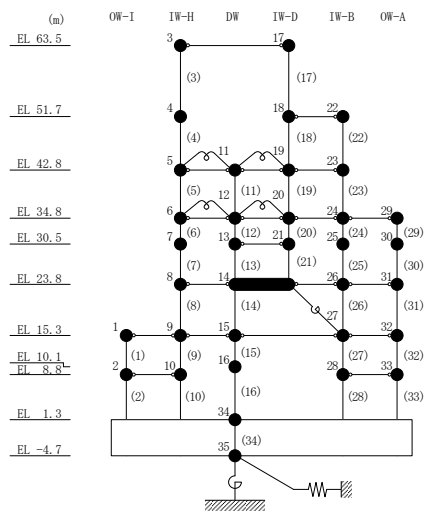 (m) OW-I IW-H DW IW-D IW-B OW-A
EL 63.5 3 17
(3) (17)
EL 51.7 4 18 22
(4) (18) (22)
EL 42.8 5 11 19 23
(5) (11) (19) (23)
EL 34.8 6 12 20 24 29
(6) (12) (20) (24) (29)
EL 30.5 7 13 21 25 30
(7) (13) (21) (25) (30)
EL 23.8 8 14 26 31
(8) (14) (26) (31)
EL 15.3 1 9 15 27 32
(1) (9) (15) (27) (32)
EL 10.1 16
EL 8.8 2 10 28 33
(2) (10) (16) (28) (33)
EL 1.3 34
(34)
EL -4.7 35